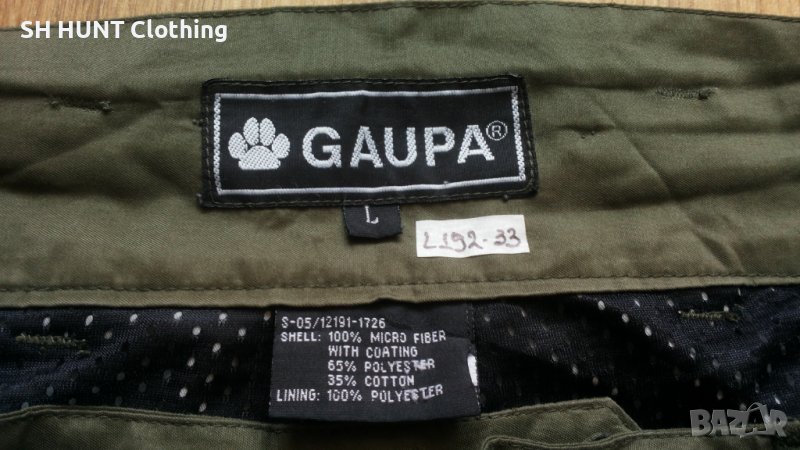 SH HUNT Clothing
GAUPA®
L
L192-33
S-05/12191-1726
SHELL: 100% MICRO FIBER
WITH COATING
65% POLYESTER
35% COTTON
LINING: 100% POLYESTER
BAZAR